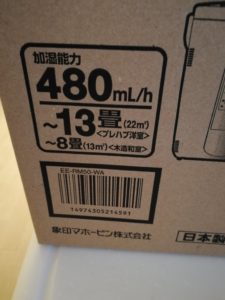 加湿能力
480mL/h
~13畳(22㎡)
<プレハブ洋室>
~8畳(13㎡)<木造和室>
EE-RM50-WA
象印マホービン株式会社
日本製